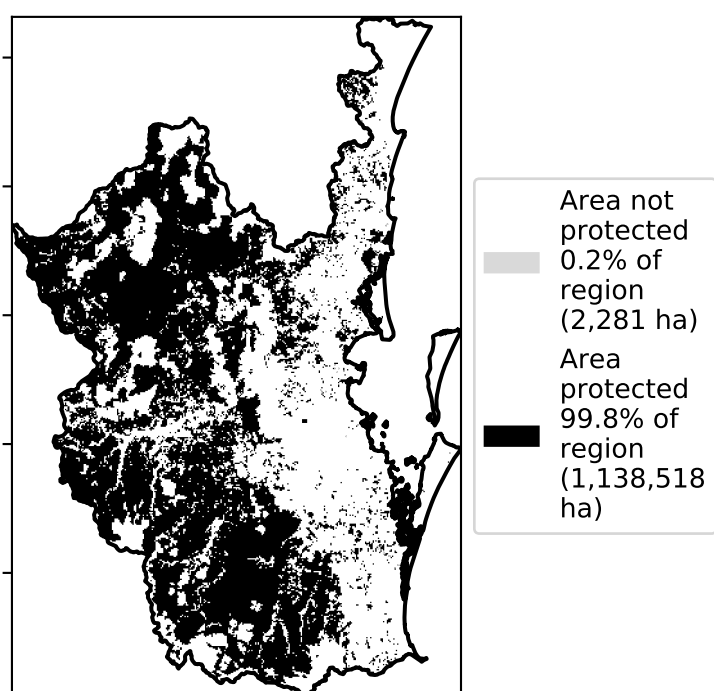 Area not
protected
0.2% of
region
(2,281 ha)
Area
protected
99.8% of
region
(1,138,518
ha)